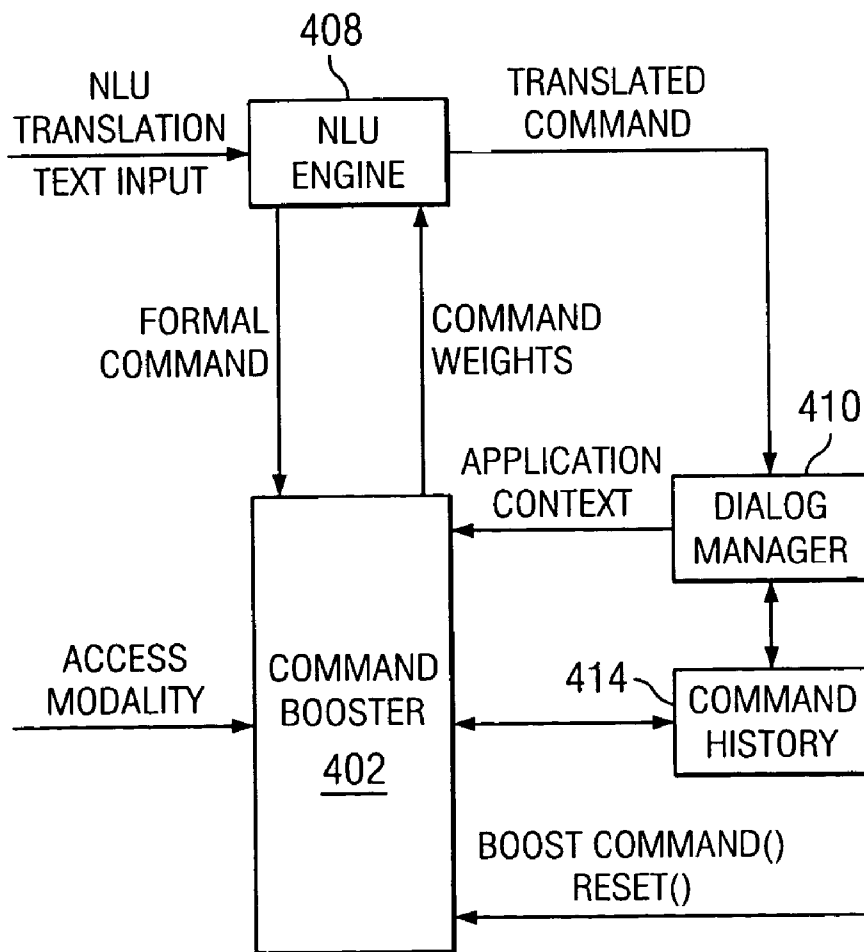 408
NLU
TRANSLATION
TEXT INPUT
NLU
ENGINE
TRANSLATED
COMMAND
FORMAL
COMMAND
COMMAND
WEIGHTS
410
APPLICATION
CONTEXT
DIALOG
MANAGER
ACCESS
MODALITY
COMMAND
BOOSTER
402
414
COMMAND
HISTORY
BOOST COMMAND()
RESET()